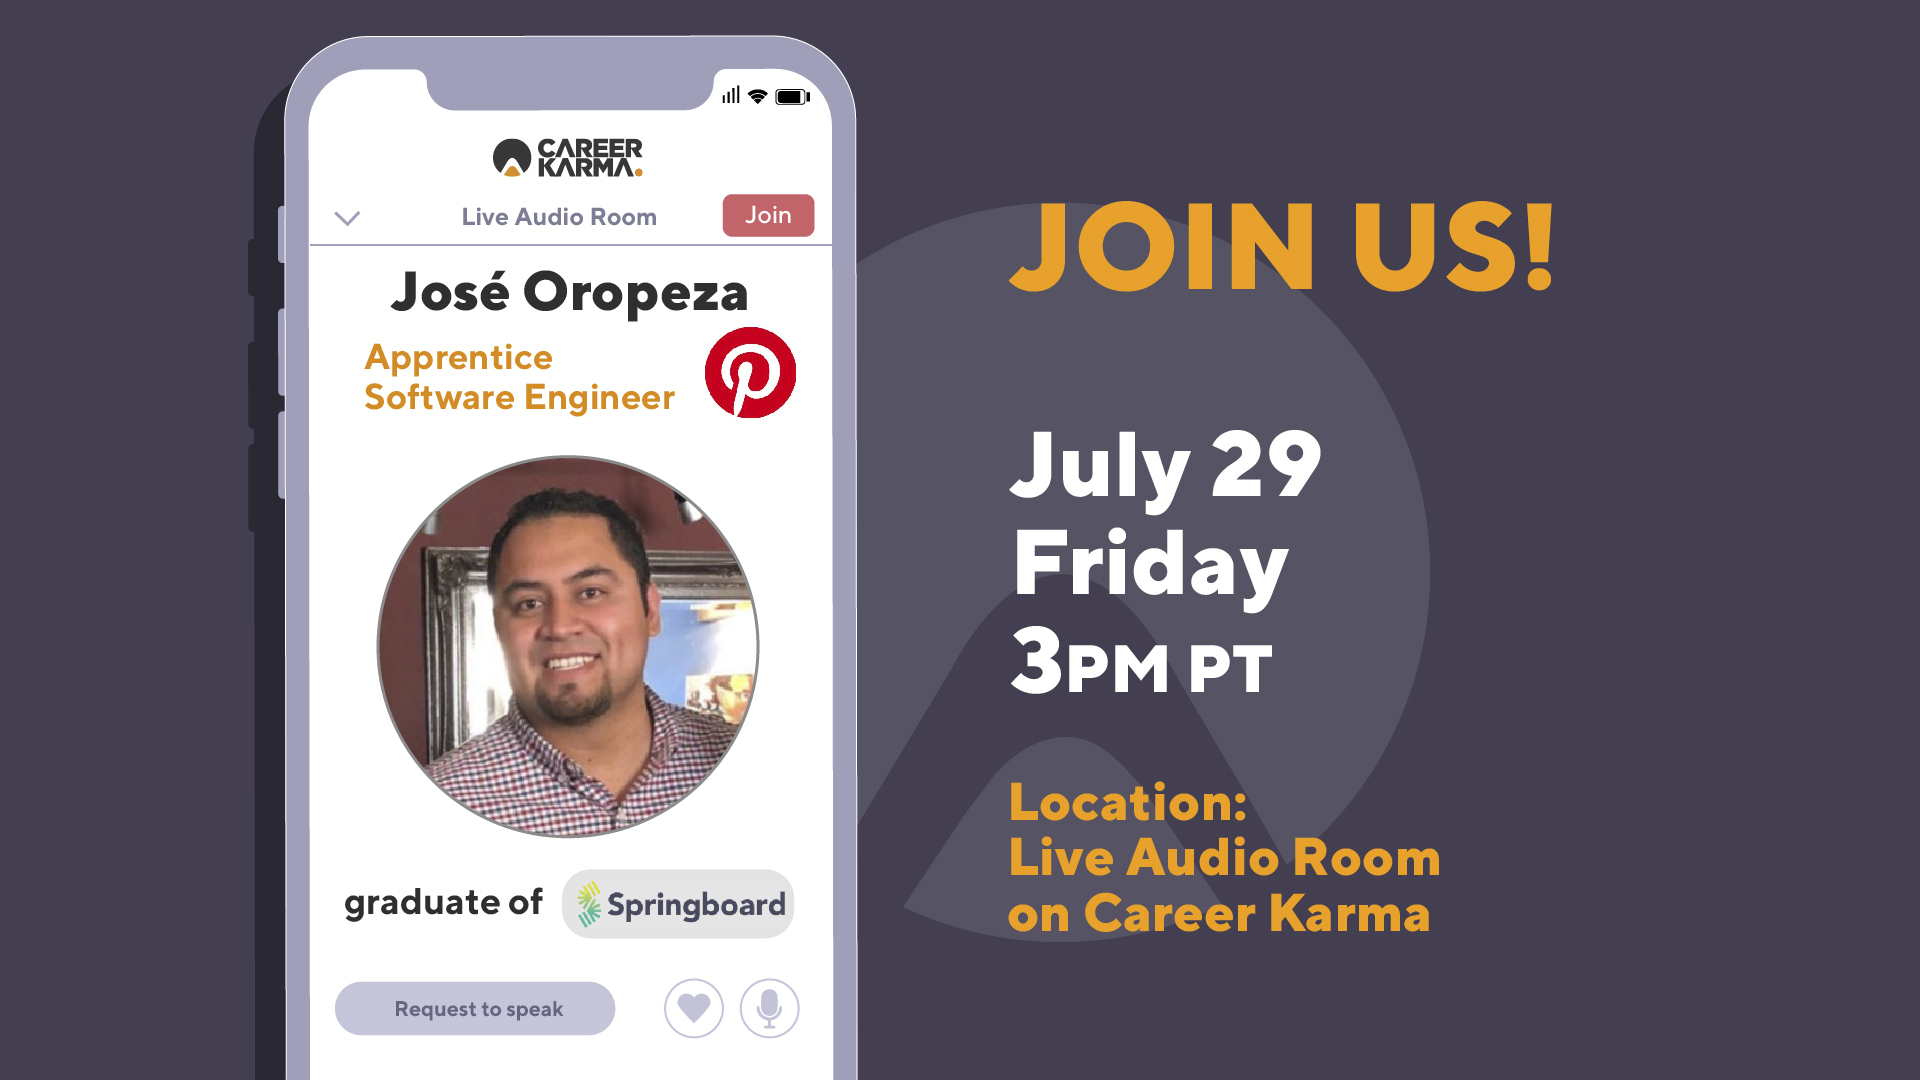 CAREER
KARMA.
Live Audio Room
Join
José Oropeza
Apprentice
Software Engineer
graduate of
Springboard
Request to speak
JOIN US!
July 29
Friday
3PM PT
Location:
Live Audio Room
on Career Karma